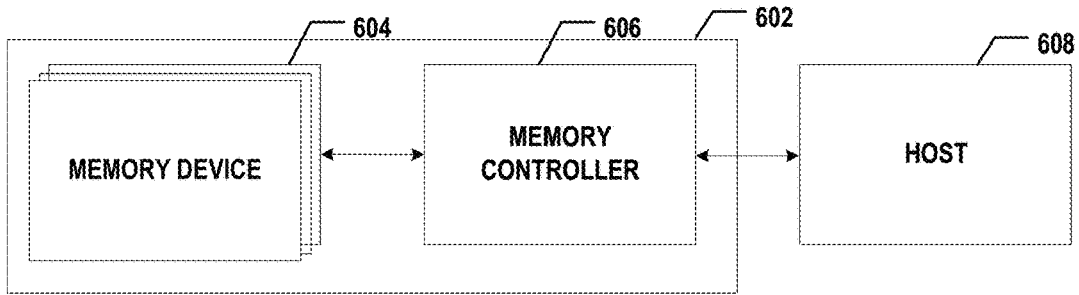 604
606
602
608
MEMORY DEVICE
MEMORY
CONTROLLER
HOST